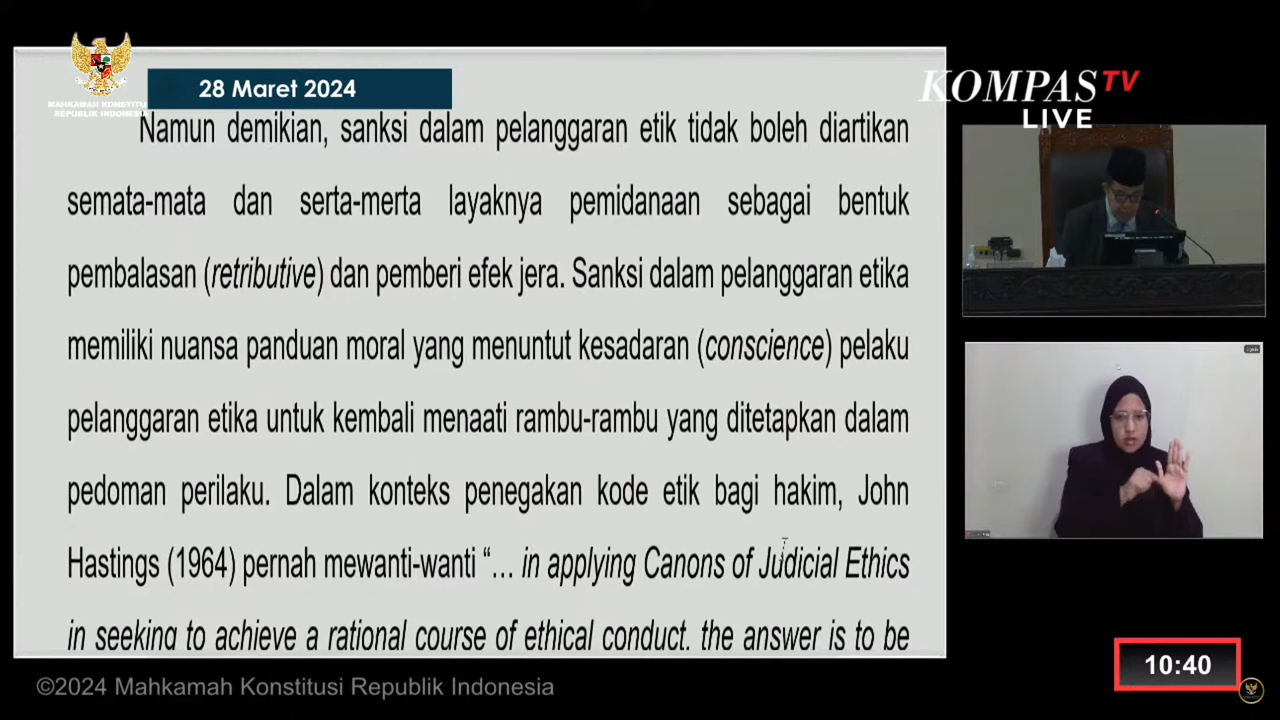 MAHKAMAH KONSTITUSI
REPUBLIK INDONESIA
28 Maret 2024
KOMPAS TV
LIVE
Namun demikian, sanksi dalam pelanggaran etik tidak boleh diartikan
semata-mata dan serta-merta layaknya pemidanaan sebagai bentuk
pembalasan (retributive) dan pemberi efek jera. Sanksi dalam pelanggaran etika
memiliki nuansa panduan moral yang menuntut kesadaran (conscience) pelaku
pelanggaran etika untuk kembali menaati rambu-rambu yang ditetapkan dalam
pedoman perilaku. Dalam konteks penegakan kode etik bagi hakim, John
Hastings (1964) pernah mewanti-wanti “… in applying Canons of Judicial Ethics
in seeking to achieve a rational course of ethical conduct, the answer is to be
10:40
©2024 Mahkamah Konstitusi Republik Indonesia